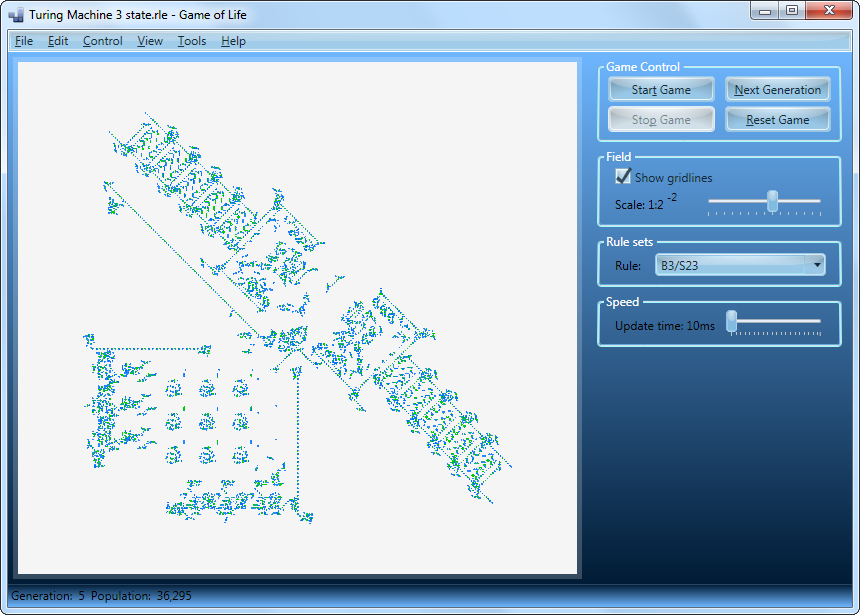 Turing Machine 3 state.rle - Game of Life
File Edit Control View Tools Help
Game Control
Start Game Next Generation
Stop Game Reset Game
Field
Show gridlines
Scale: 1:2 -2
Rule sets
Rule: B3/S23
Speed
Update time: 10ms
Generation: 5 Population: 36,295